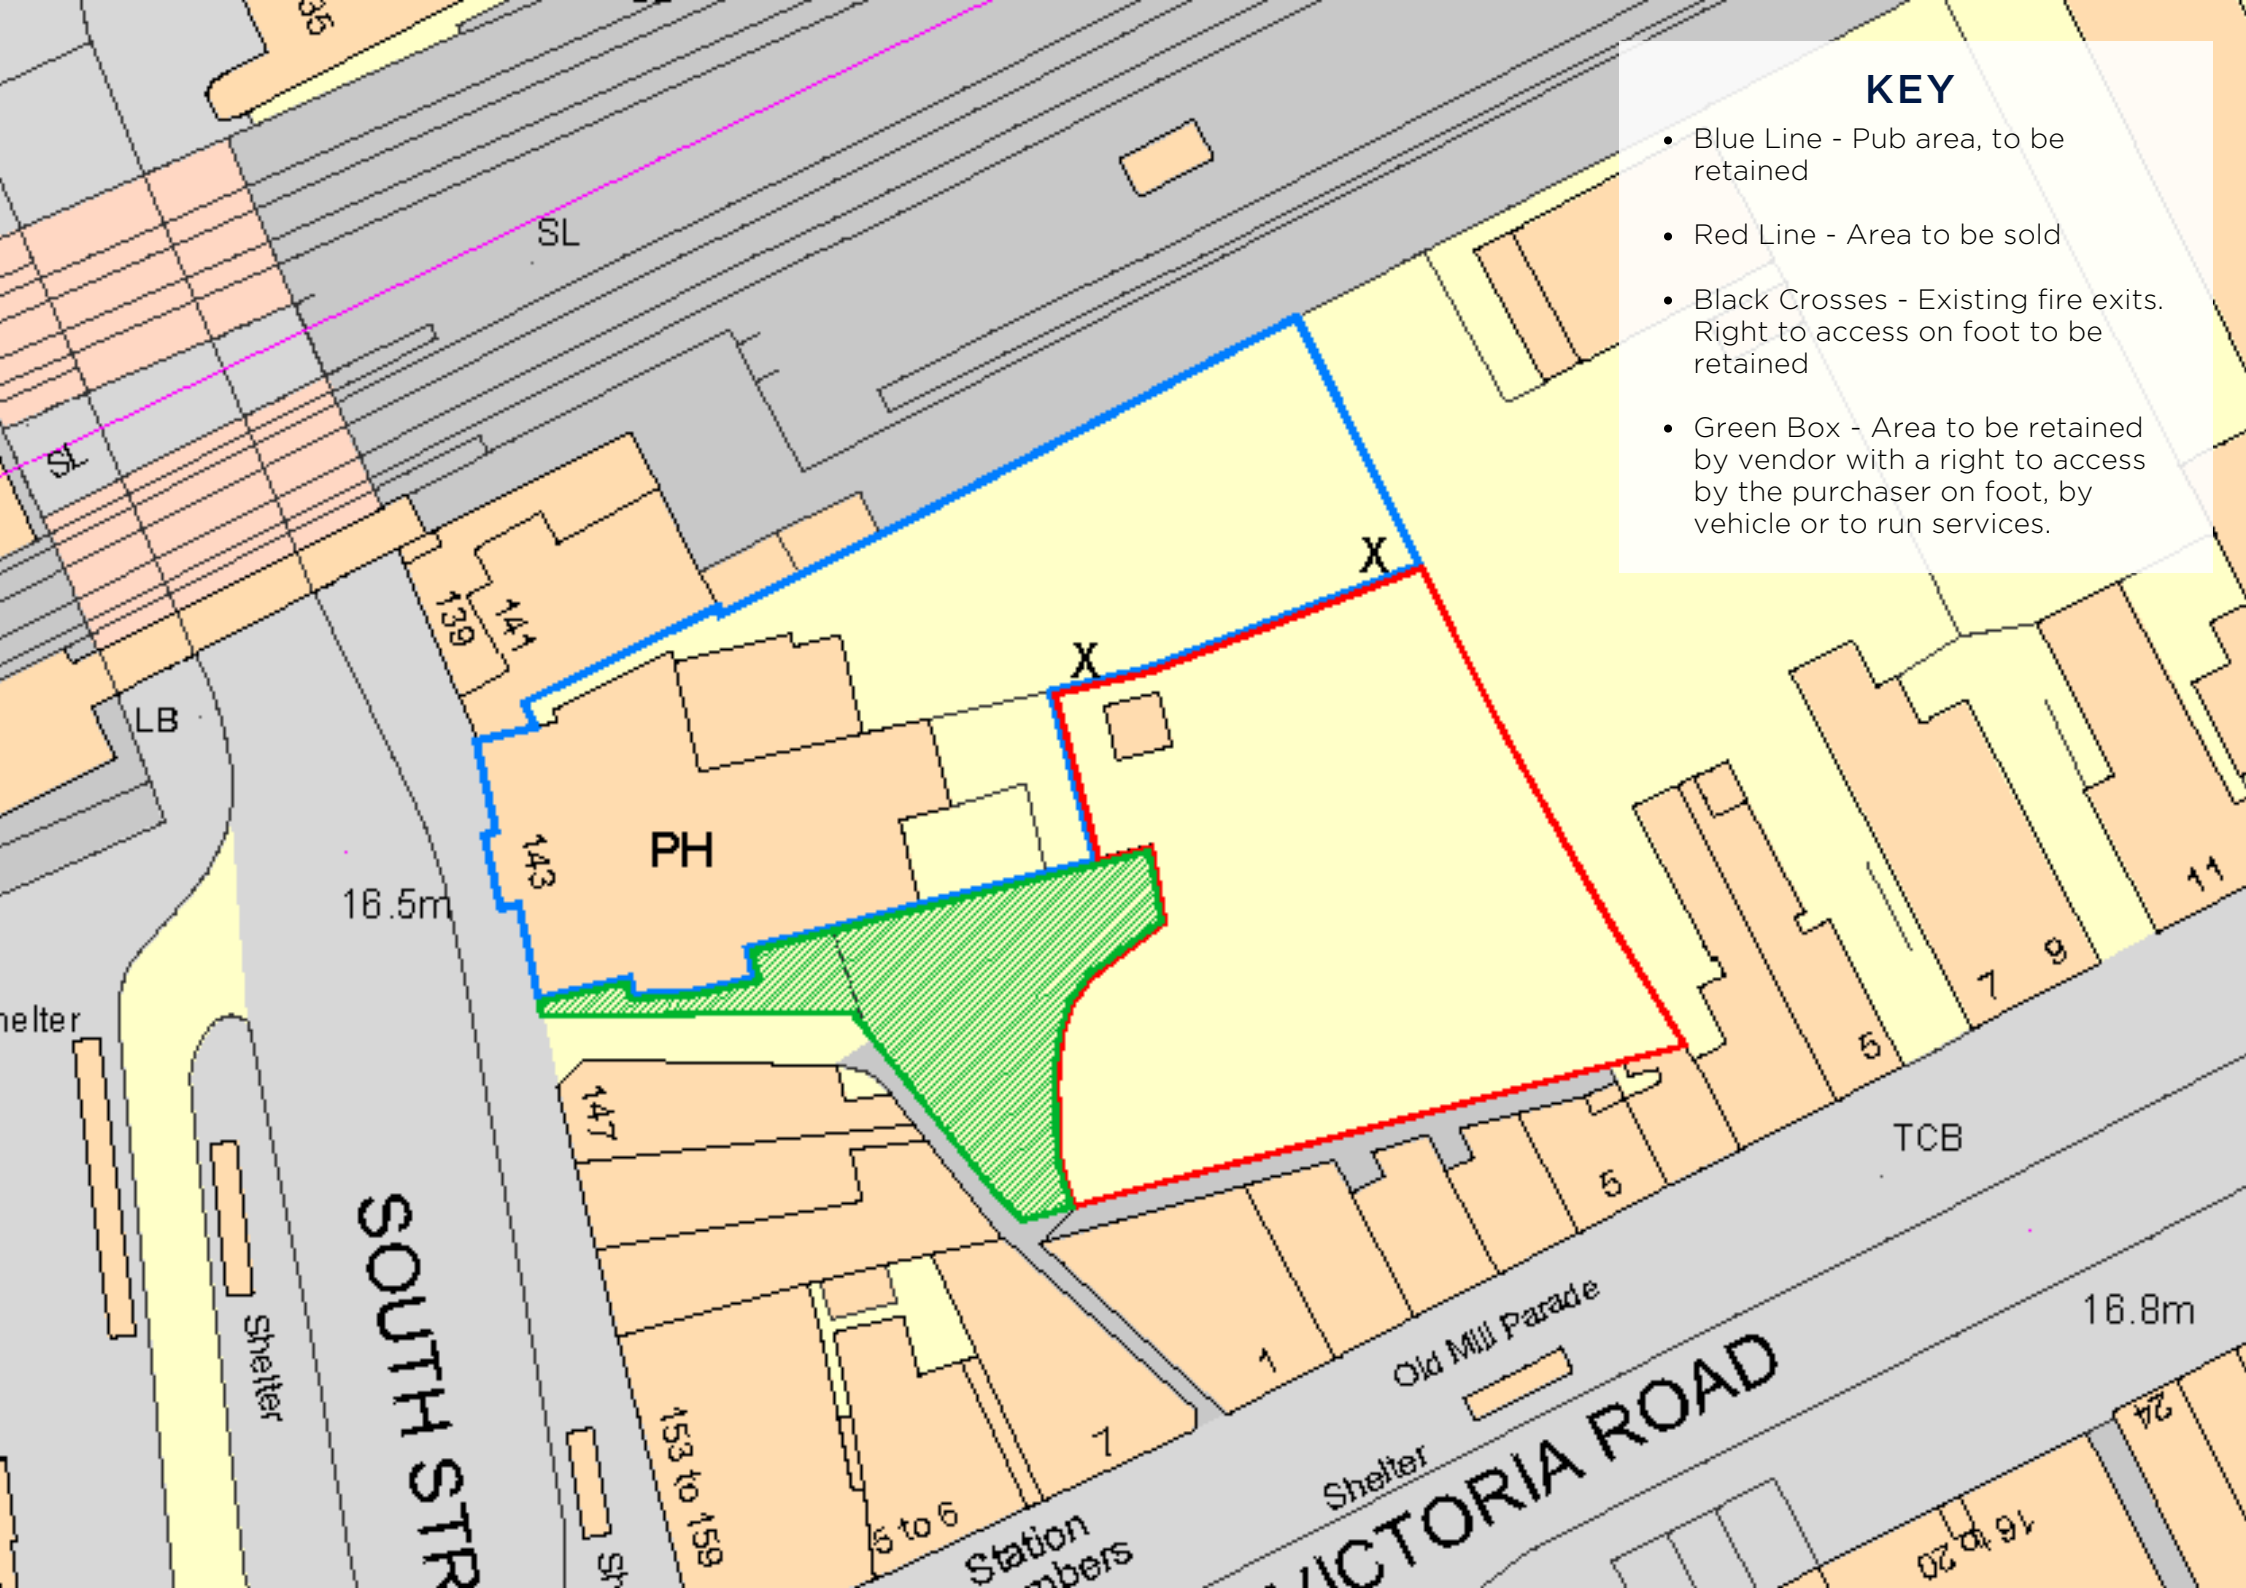 35
KEY
• Blue Line - Pub area, to be
retained
• Red Line - Area to be sold
• Black Crosses - Existing fire exits.
Right to access on foot to be
retained
• Green Box - Area to be retained
by vendor with a right to access
by the purchaser on foot, by
vehicle or to run services.
SL
SL
X
X
139
141
LB
143
PH
16.5m
11
9
7
5
147
TCB
5
SOUTH STR
Shelter
Old Mill Parade
16.8m
1
7
153 to 159
5 to 6
Shelter
VICTORIA ROAD
24
16 to 20
Station